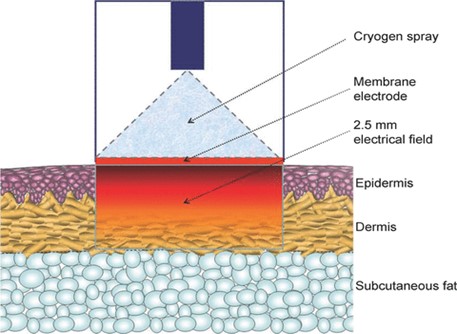 Cryogen spray
Membrane
electrode
2.5 mm
electrical field
Epidermis
Dermis
Subcutaneous fat